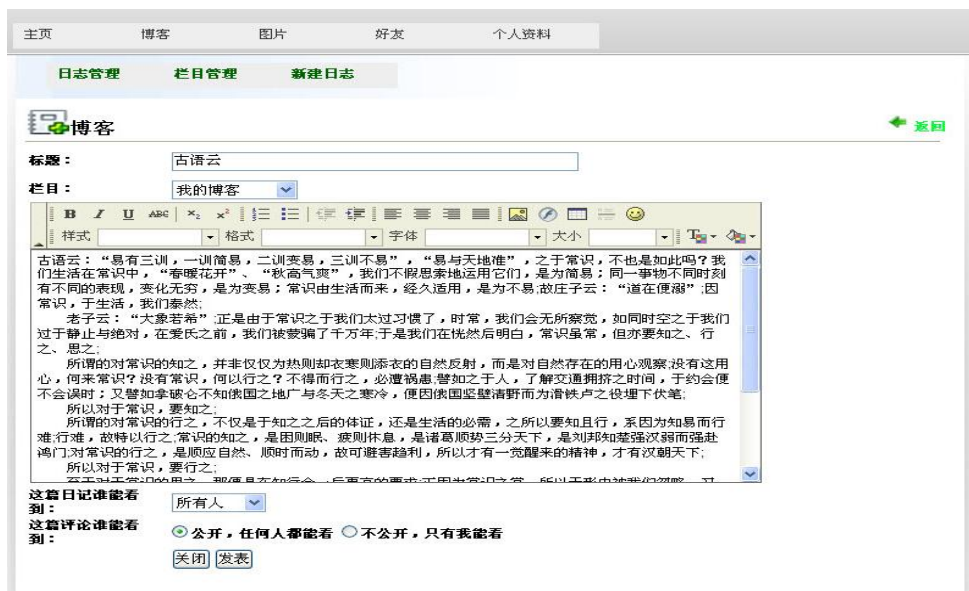 主页 博客 图片 好友 个人资料
日志管理 栏目管理 新建日志
博客 返回
标题： 古语云
栏目： 我的博客
B I U ABC ×₂ ×²
样式 格式 字体 大小
古语云：“易有三训，一训简易，二训变易，三训不易”，“易与天地准”，之于常识，不也是如此吗？我
们生活在常识中，“春暖花开”、“秋高气爽”，我们不假思索地运用它们，是为简易；同一事物不同时刻
有不同的表现，变化无穷，是为变易；常识由生活而来，经久适用，是为不易;故庄子云：“道在便溺”;因
常识，于生活，我们泰然;
老子云：“大象若希”;正是由于常识之于我们太过习惯了，时常，我们会无所察觉，如同时空之于我们
过于静止与绝对，在爱氏之前，我们被蒙骗了千万年;于是我们在恍然后明白，常识虽常，但亦要知之、行
之、思之;
所谓的对常识的知之，并非仅仅为热则却衣寒则添衣的自然反射，而是对自然存在的用心观察;没有这用
心，何来常识？没有常识，何以行之？不得而行之，必遭祸患;譬如之于人，了解交通拥挤之时间，于约会便
不会误时；又譬如拿破仑不知俄国之地广与冬天之寒冷，便因俄国坚壁清野而为滑铁卢之役埋下伏笔;
所以对于常识，要知之;
所谓的对常识的行之，不仅是于知之之后的体证，还是生活的必需，之所以要知且行，系因为知易而行
难;行难，故特以行之;常识的知之，是困则眠、疲则休息，是诸葛顺势三分天下，是刘邦知楚强汉弱而强赴
鸿门;对常识的行之，是顺应自然、顺时而动，故可避害趋利，所以才有一觉醒来的精神，才有汉朝天下;
所以对于常识，要行之;
这篇日记谁能看
到： 所有人
这篇评论谁能看
到： 公开，任何人都能看 不公开，只有我能看
关闭 发表